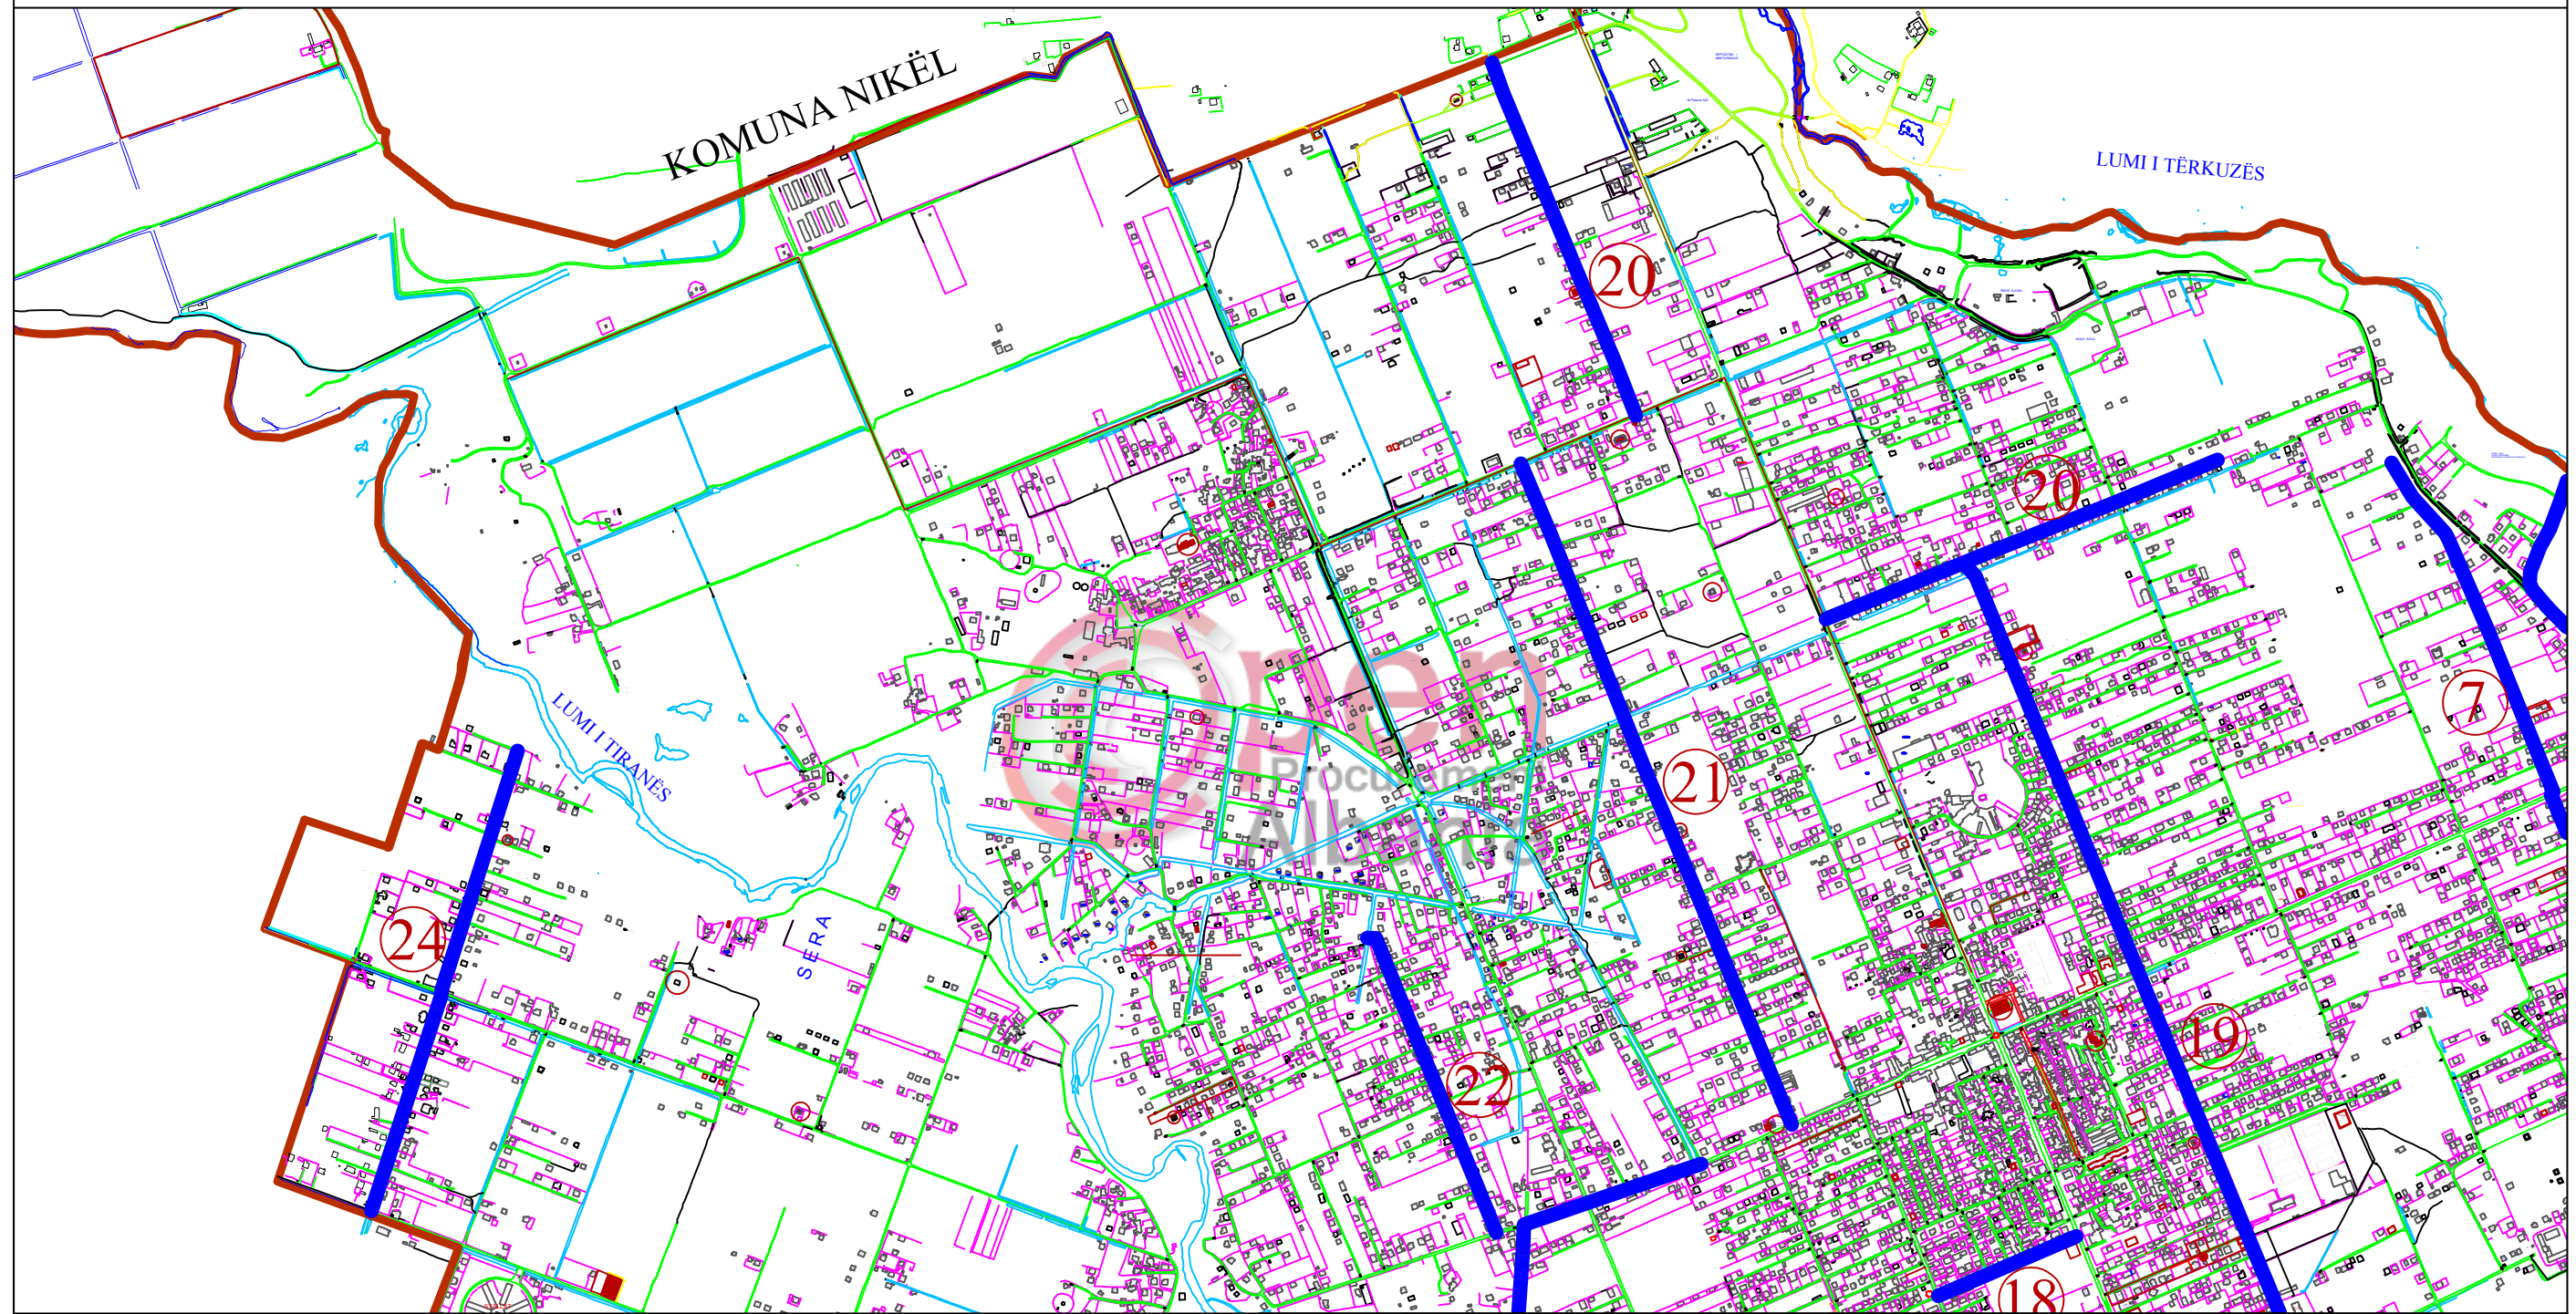 KOMUNA NIKËL
LUMI I TËRKUZËS
20
20
7
LUMI I TIRANËS
21
24
SERA
19
22
18
Open
Procurement
Albania